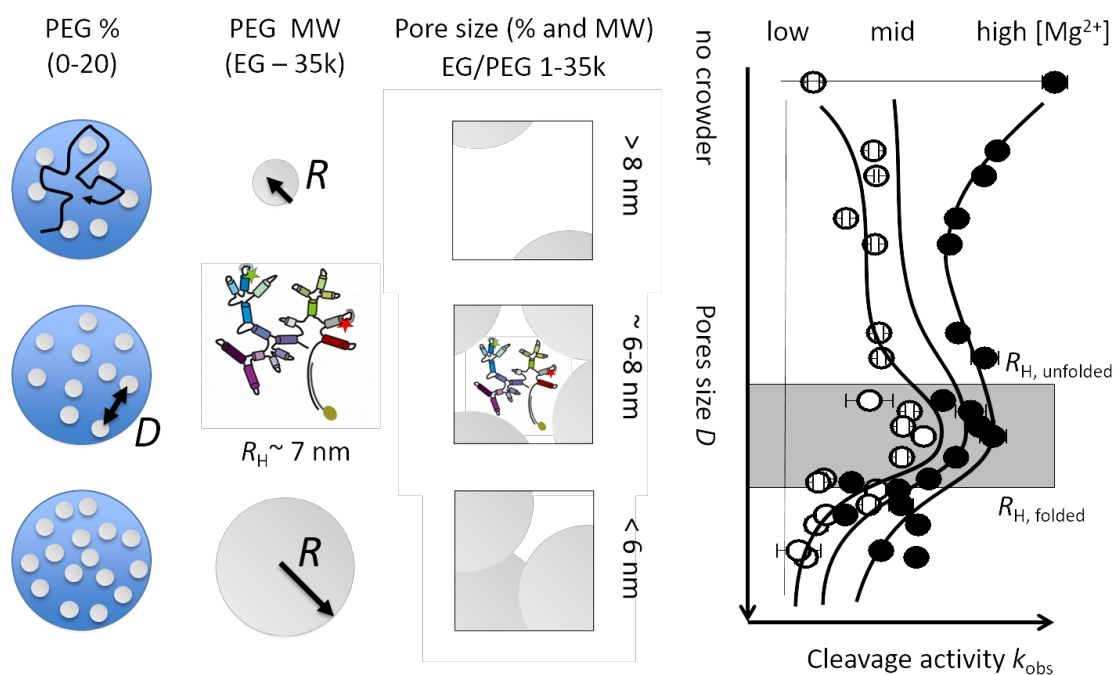 PEG %
(0-20)
PEG MW
(EG – 35k)
Pore size (% and MW)
EG/PEG 1-35k
no crowder
low mid high [Mg²⁺]
R
> 8 nm
D
R_H~ 7 nm
~ 6-8 nm
Pores size D
R_H, unfolded
R_H, folded
R
< 6 nm
Cleavage activity k_obs